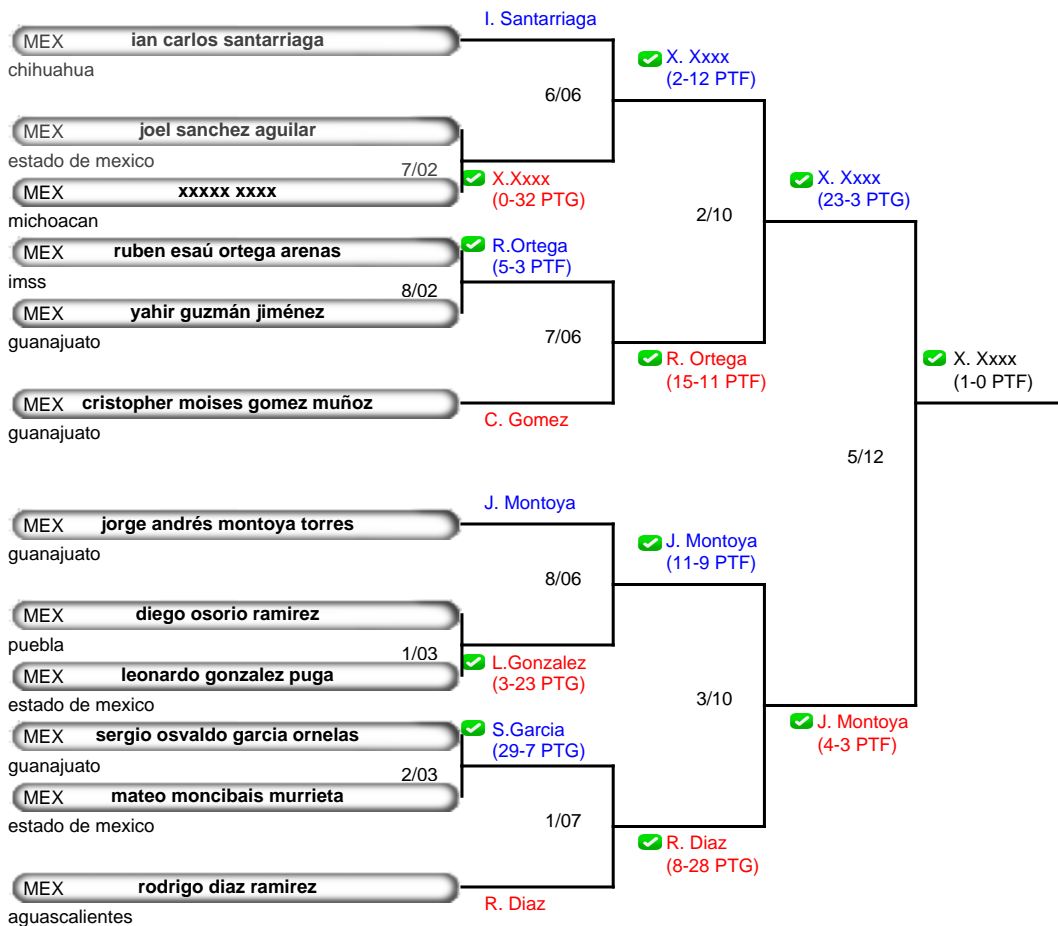 I. Santarriaga
MEX ian carlos santarriaga
chihuahua
X. Xxxx
(2-12 PTF)
6/06
MEX joel sanchez aguilar
estado de mexico
7/02
X.Xxxx
(0-32 PTG)
MEX xxxxx xxxx
michoacan
X. Xxxx
(23-3 PTG)
2/10
MEX ruben esaú ortega arenas
imss
R.Ortega
(5-3 PTF)
8/02
MEX yahir guzmán jiménez
guanajuato
7/06
R. Ortega
(15-11 PTF)
X. Xxxx
(1-0 PTF)
MEX cristopher moises gomez muñoz
guanajuato
C. Gomez
5/12
J. Montoya
MEX jorge andrés montoya torres
guanajuato
J. Montoya
(11-9 PTF)
8/06
MEX diego osorio ramirez
puebla
1/03
L.Gonzalez
(3-23 PTG)
MEX leonardo gonzalez puga
estado de mexico
3/10
J. Montoya
(4-3 PTF)
MEX sergio osvaldo garcia ornelas
guanajuato
S.Garcia
(29-7 PTG)
2/03
MEX mateo moncibais murrieta
estado de mexico
1/07
R. Diaz
(8-28 PTG)
MEX rodrigo diaz ramirez
aguascalientes
R. Diaz